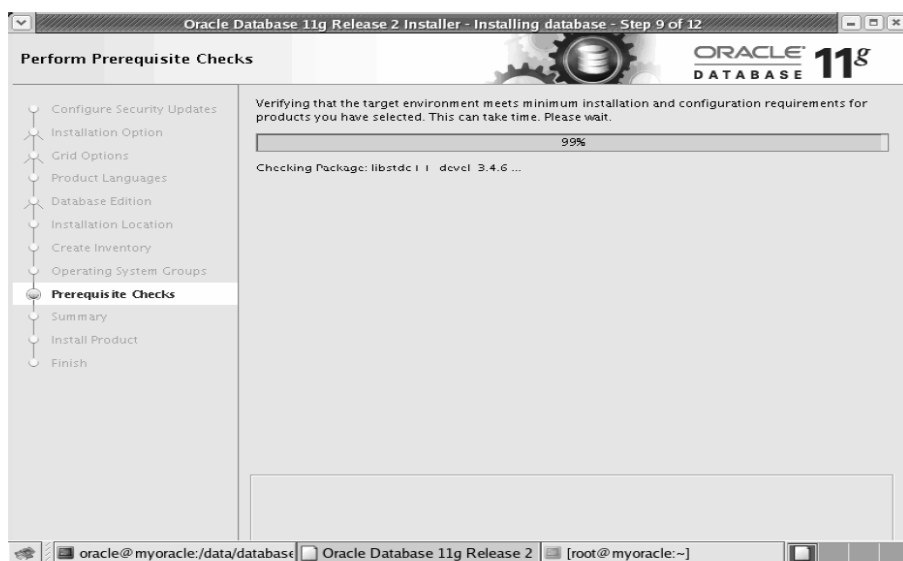 Oracle Database 11g Release 2 Installer - Installing database - Step 9 of 12
Perform Prerequisite Checks
ORACLE 11g
DATABASE
Configure Security Updates
Installation Option
Grid Options
Product Languages
Database Edition
Installation Location
Create Inventory
Operating System Groups
Prerequisite Checks
Summary
Install Product
Finish
Verifying that the target environment meets minimum installation and configuration requirements for
products you have selected. This can take time. Please wait.
99%
Checking Package: libstdc++-devel-3.4.6 ...
oracle@myoracle:/data/database
Oracle Database 11g Release 2
[root@myoracle:~]